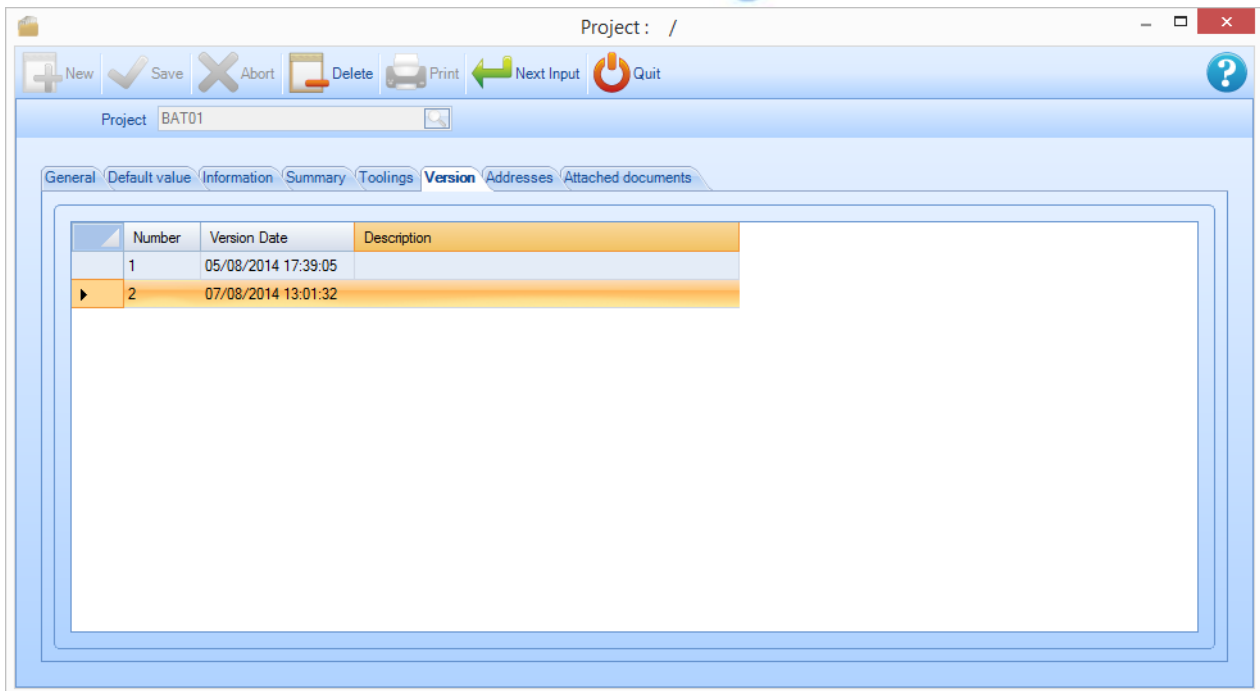 Project :   /
New Save Abort Delete Print Next Input Quit ?
Project BAT01
General Default value Information Summary Toolings Version Addresses Attached documents
Number Version Date Description
1 05/08/2014 17:39:05
2 07/08/2014 13:01:32